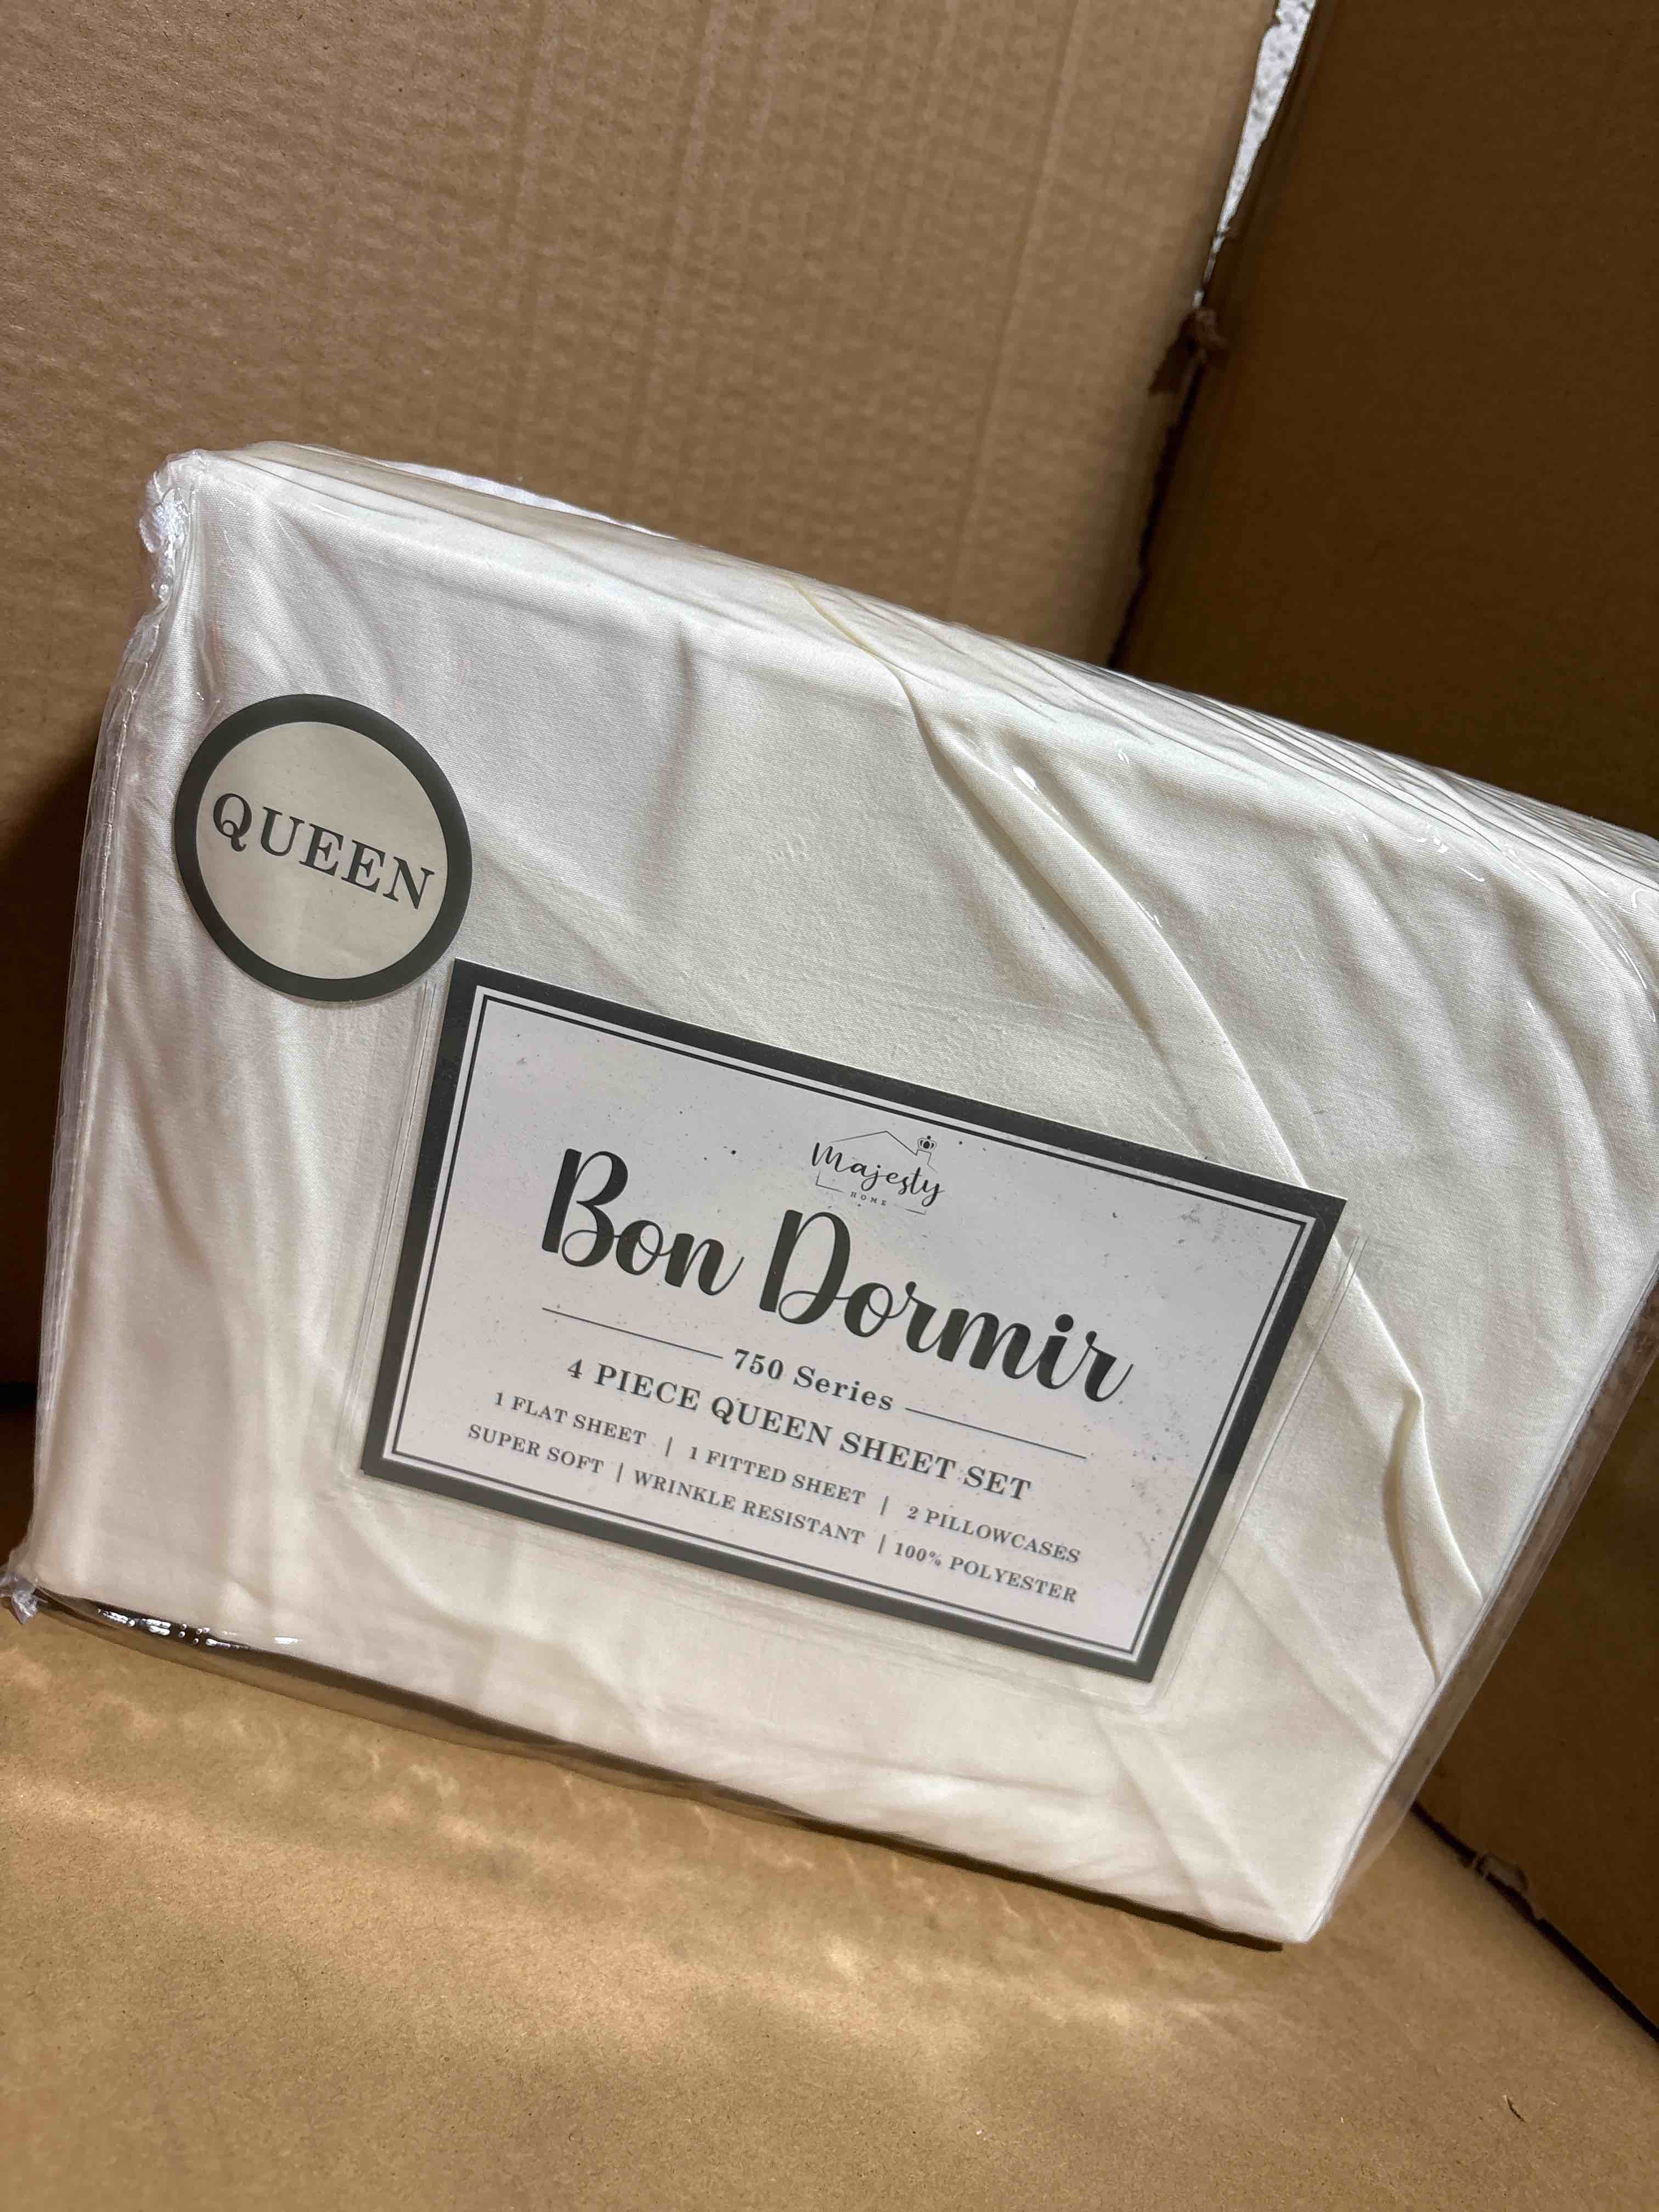 QUEEN
Majesty
HOME
Bon Dormir
750 Series
4 PIECE QUEEN SHEET SET
1 FLAT SHEET | 1 FITTED SHEET | 2 PILLOWCASES
SUPER SOFT | WRINKLE RESISTANT | 100% POLYESTER